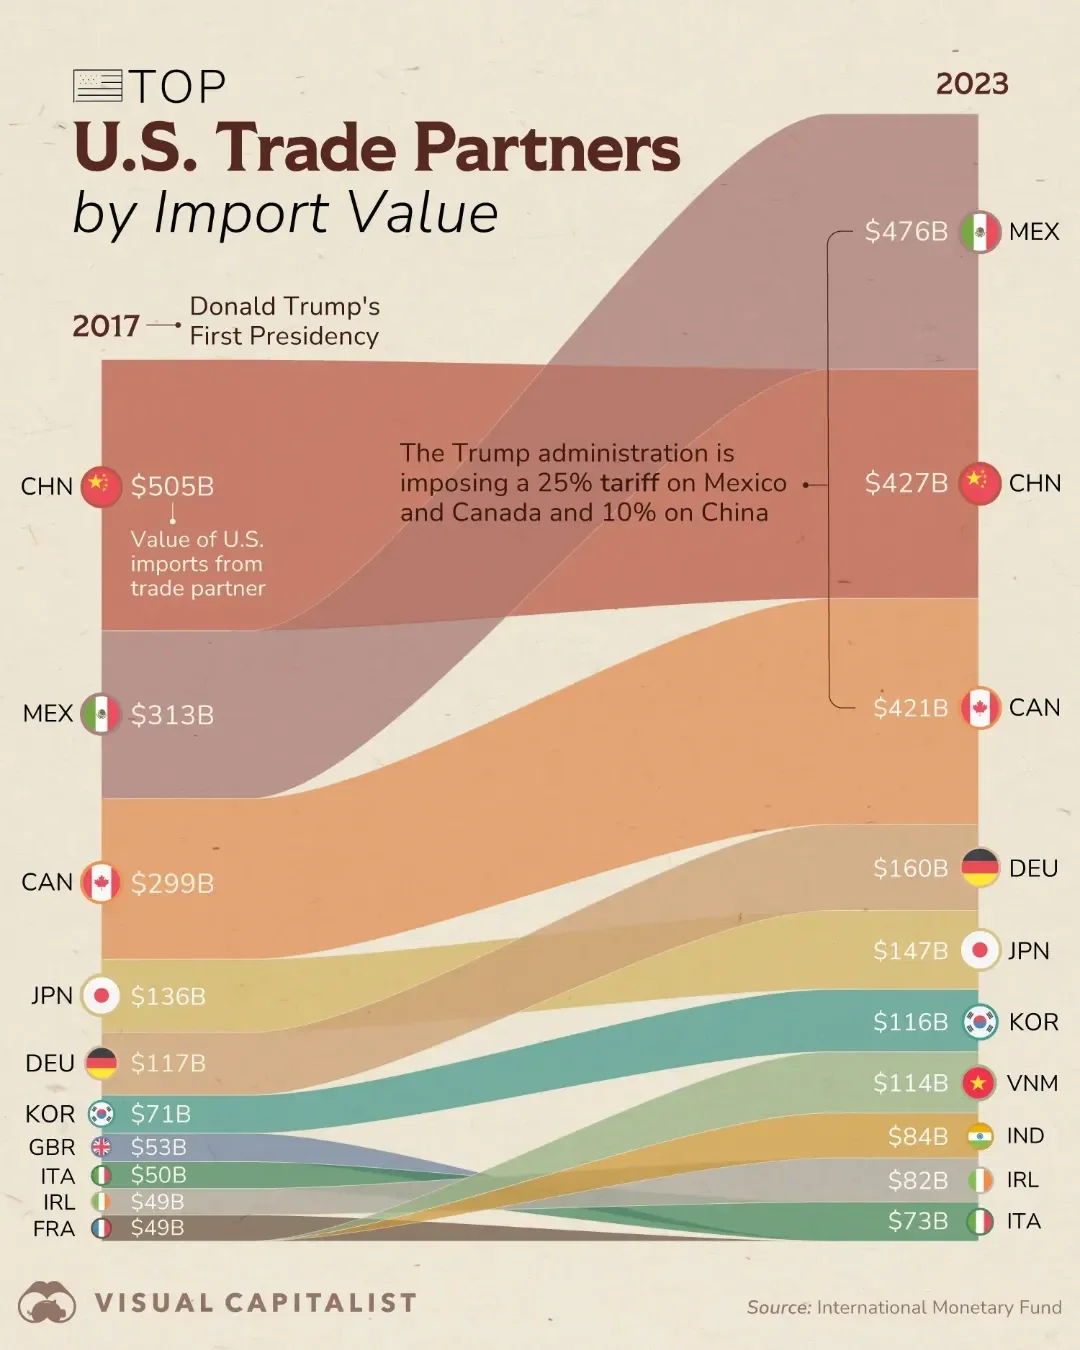 TOP
U.S. Trade Partners
by Import Value
2023
2017
Donald Trump's
First Presidency
$476B MEX
The Trump administration is
imposing a 25% tariff on Mexico
and Canada and 10% on China
CHN $505B
Value of U.S.
imports from
trade partner
$427B CHN
MEX $313B
$421B CAN
CAN $299B
$160B DEU
JPN $136B
$147B JPN
DEU $117B
$116B KOR
KOR $71B
$114B VNM
GBR $53B
$84B IND
ITA $50B
$82B IRL
IRL $49B
$73B ITA
FRA $49B
VISUAL CAPITALIST
Source: International Monetary Fund